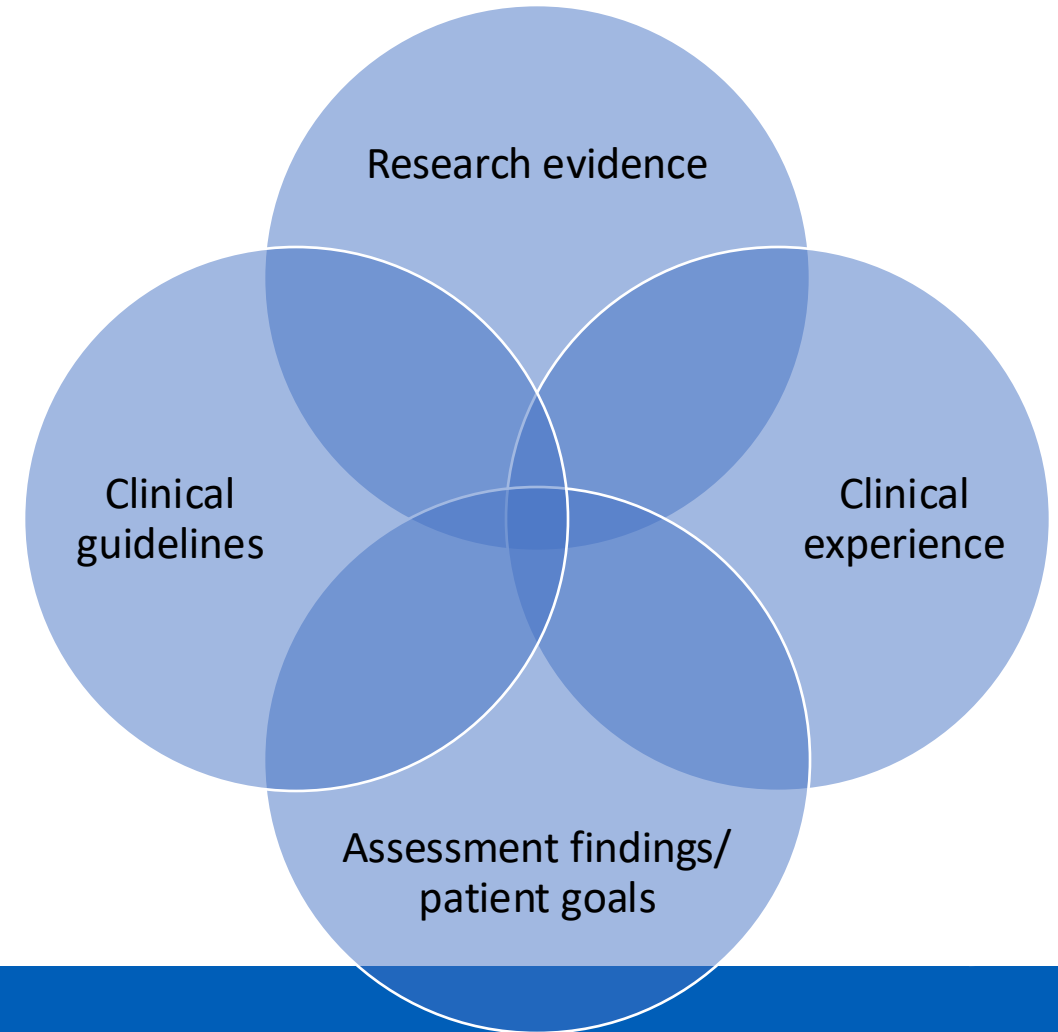 Research evidence
Clinical
guidelines
Clinical
experience
Assessment findings/
patient goals